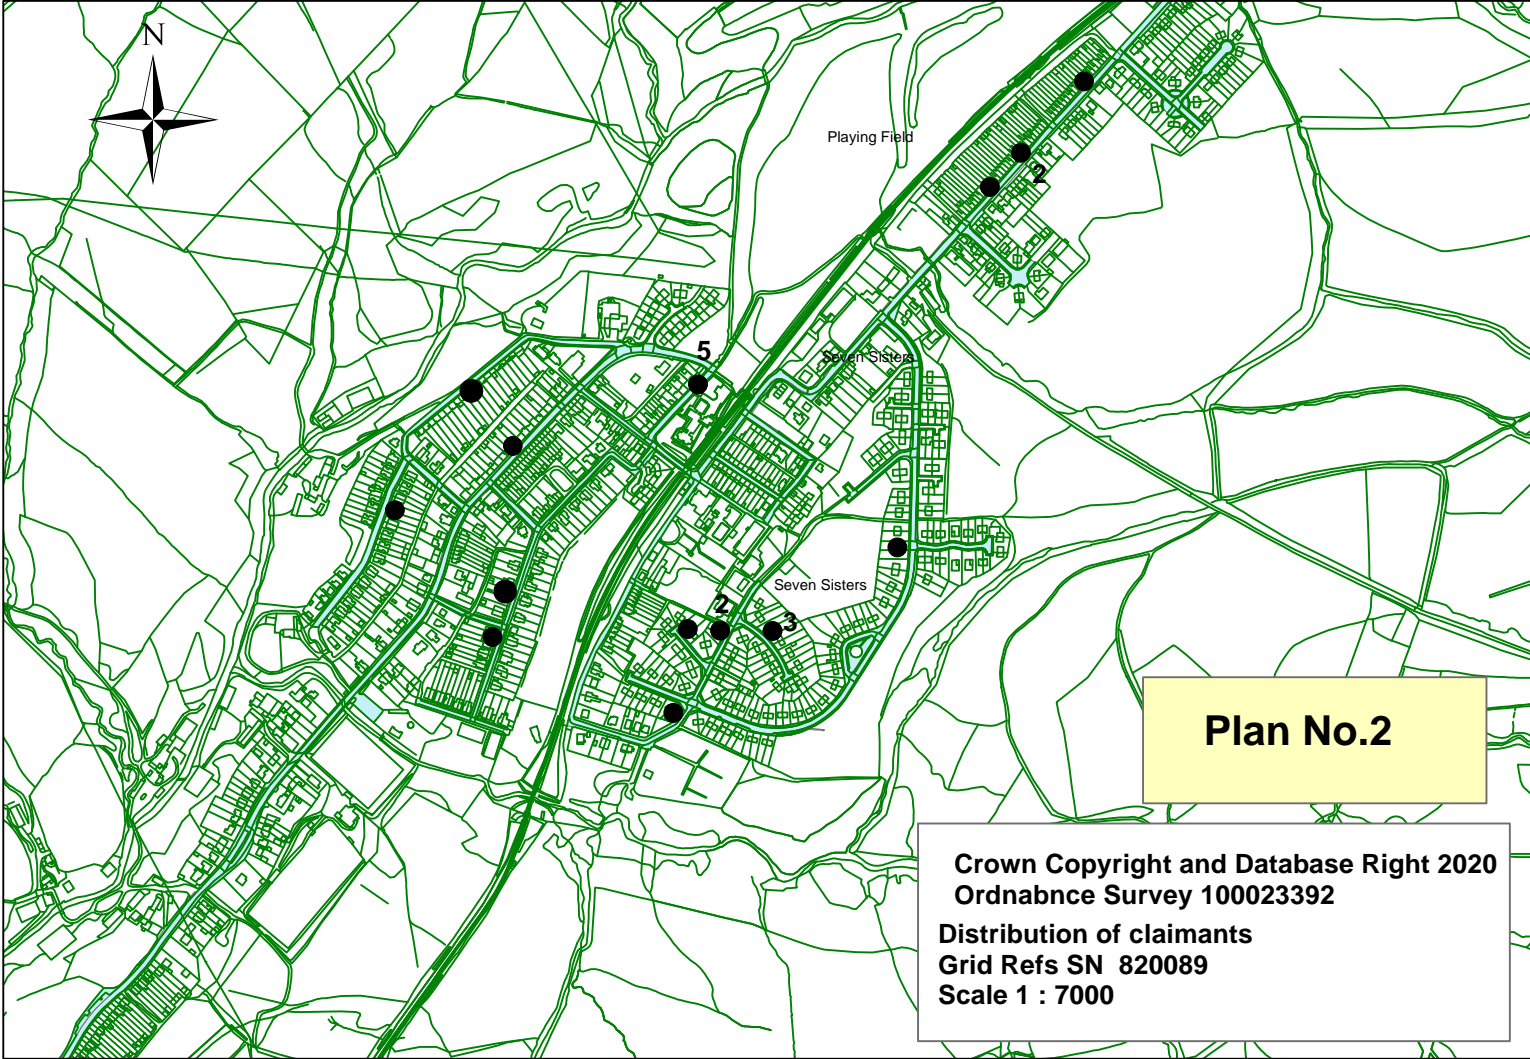 N
Playing Field
2
5
Seven Sisters
Seven Sisters
2
3
Plan No.2
Crown Copyright and Database Right 2020
Ordnabnce Survey 100023392
Distribution of claimants
Grid Refs SN 820089
Scale 1 : 7000